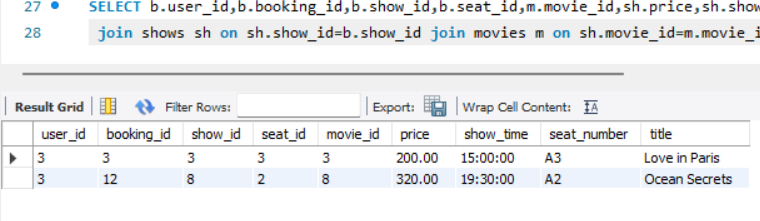 27 SELECT b.user_id,b.booking_id,b.show_id,b.seat_id,m.movie_id,sh.price,sh.show
28 join shows sh on sh.show_id=b.show_id join movies m on sh.movie_id=m.movie_i
Result Grid Filter Rows: Export: Wrap Cell Content: IA
user_id booking_id show_id seat_id movie_id price show_time seat_number title
3 3 3 3 3 200.00 15:00:00 A3 Love in Paris
3 12 8 2 8 320.00 19:30:00 A2 Ocean Secrets